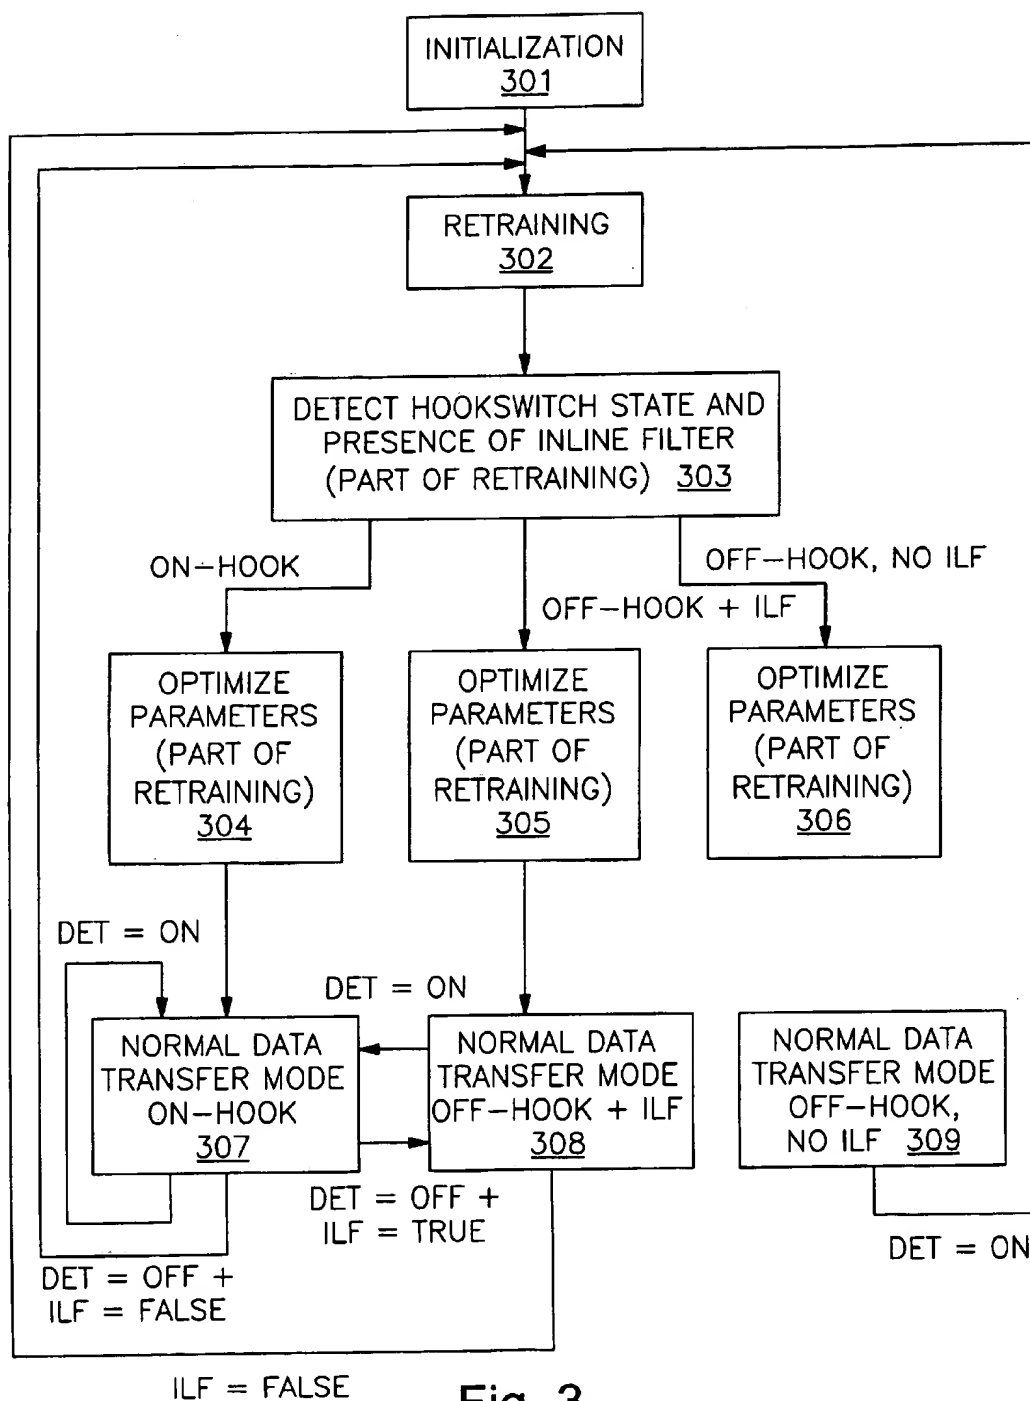 INITIALIZATION
301
RETRAINING
302
DETECT HOOKSWITCH STATE AND
PRESENCE OF INLINE FILTER
(PART OF RETRAINING) 303
ON-HOOK
OFF-HOOK + ILF
OFF-HOOK, NO ILF
OPTIMIZE
PARAMETERS
(PART OF
RETRAINING)
304
OPTIMIZE
PARAMETERS
(PART OF
RETRAINING)
305
OPTIMIZE
PARAMETERS
(PART OF
RETRAINING)
306
DET = ON
DET = ON
NORMAL DATA
TRANSFER MODE
ON-HOOK
307
NORMAL DATA
TRANSFER MODE
OFF-HOOK + ILF
308
NORMAL DATA
TRANSFER MODE
OFF-HOOK,
NO ILF 309
DET = OFF +
ILF = TRUE
DET = ON
DET = OFF +
ILF = FALSE
ILF = FALSE
Fig. 3